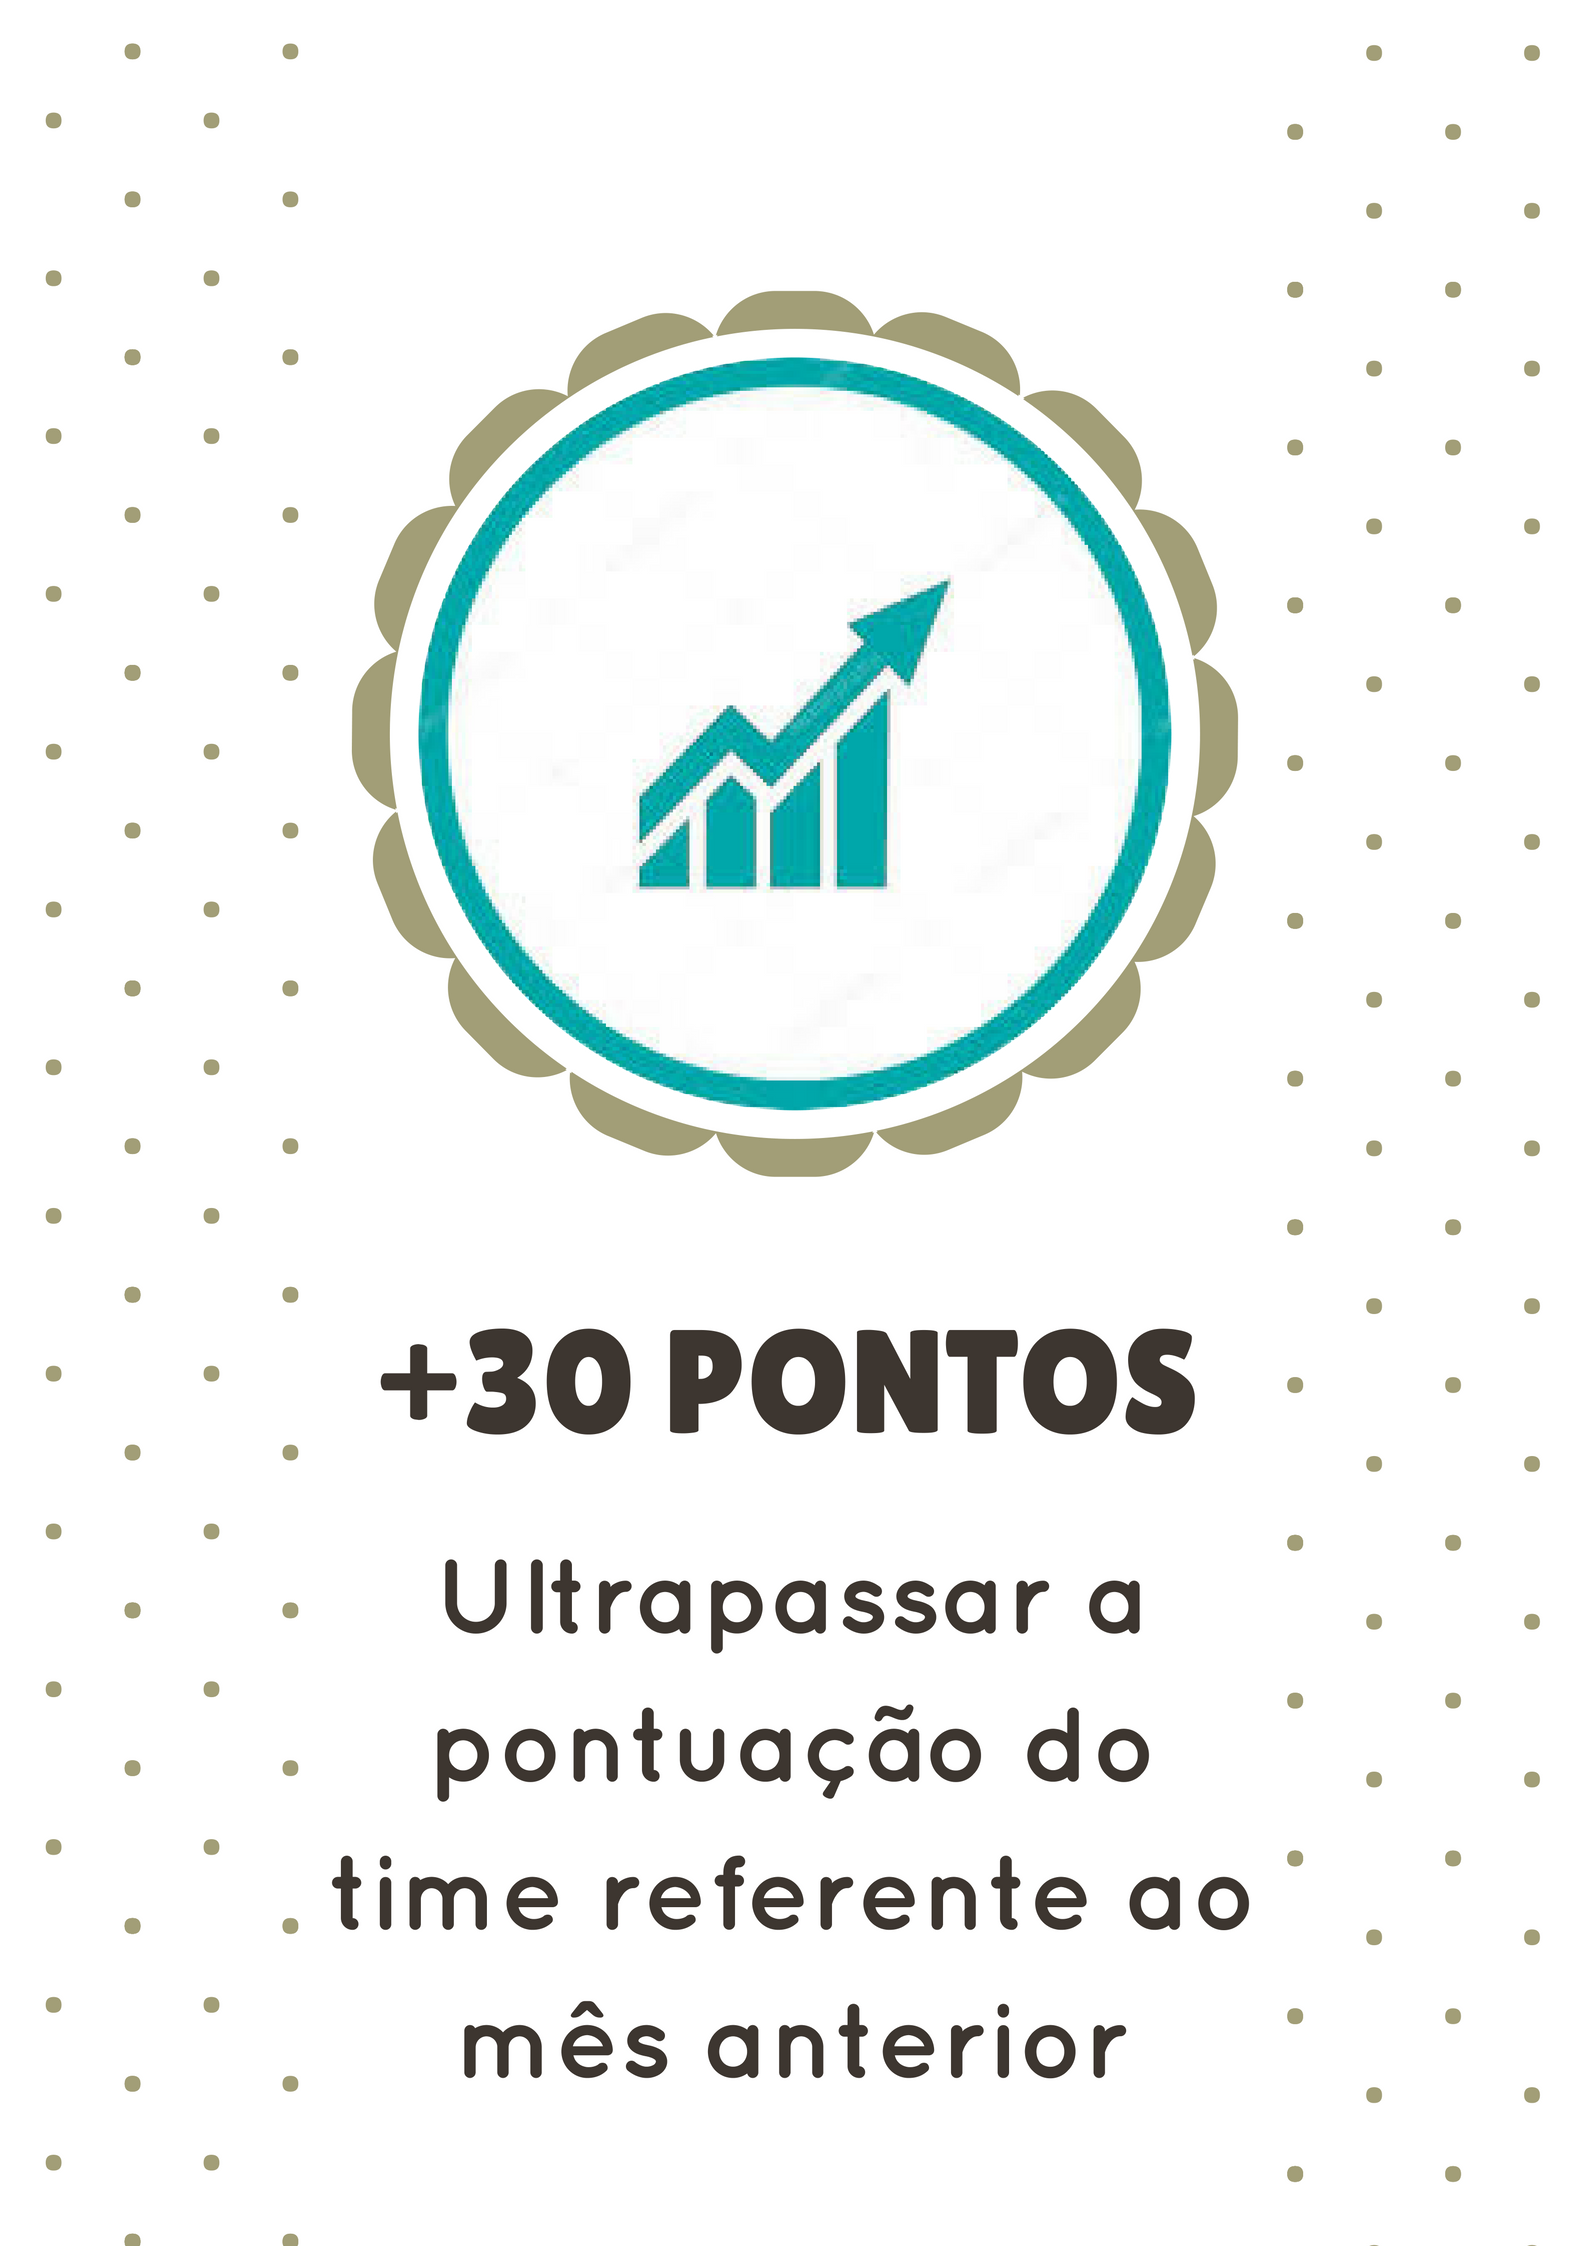 +30 PONTOS
Ultrapassar a
pontuação do
time referente ao
mês anterior